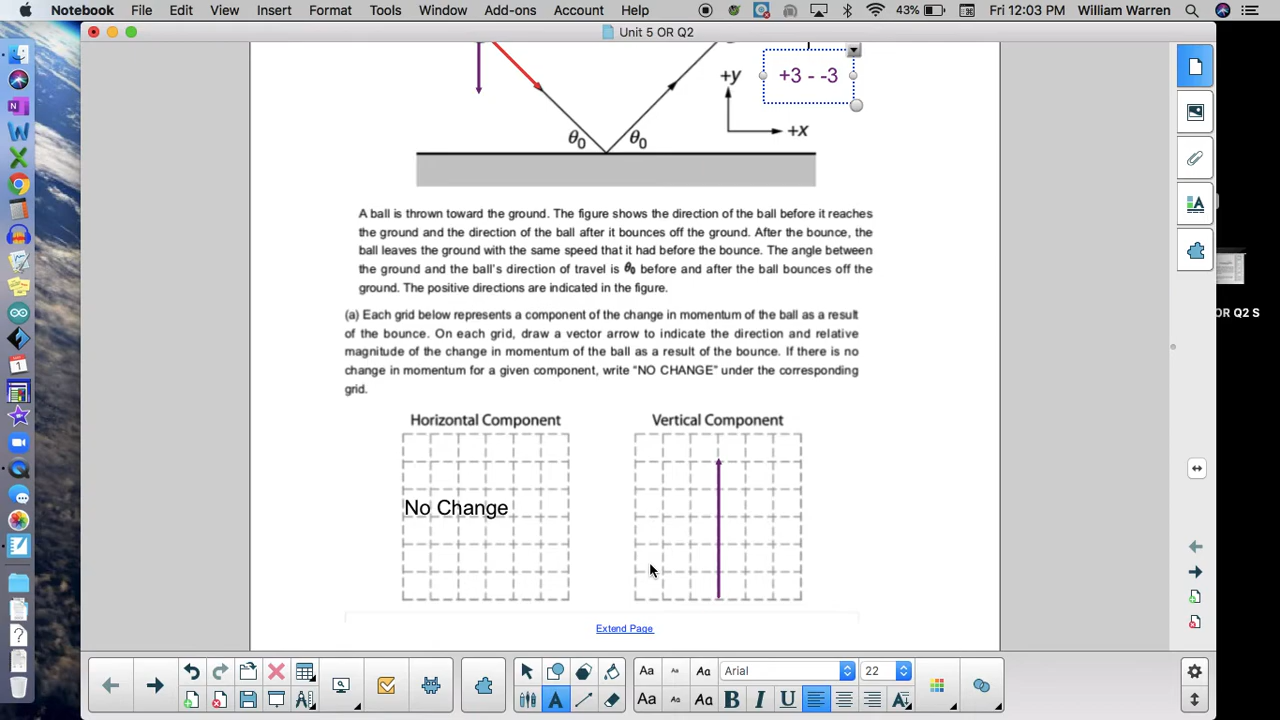 Notebook File Edit View Insert Format Tools Window Add-ons Account Help 43% Fri 12:03 PM William Warren
Unit 5 OR Q2
+3 - -3
+y
+x
θ0 θ0
A ball is thrown toward the ground. The figure shows the direction of the ball before it reaches
the ground and the direction of the ball after it bounces off the ground. After the bounce, the
ball leaves the ground with the same speed that it had before the bounce. The angle between
the ground and the ball's direction of travel is θ0 before and after the ball bounces off the
ground. The positive directions are indicated in the figure.
OR Q2 S
(a) Each grid below represents a component of the change in momentum of the ball as a result
of the bounce. On each grid, draw a vector arrow to indicate the direction and relative
magnitude of the change in momentum of the ball as a result of the bounce. If there is no
change in momentum for a given component, write “NO CHANGE” under the corresponding
grid.
Horizontal Component Vertical Component
No Change
Extend Page
Aa Aa Aa Arial 22
Aa Aa Aa B I U A